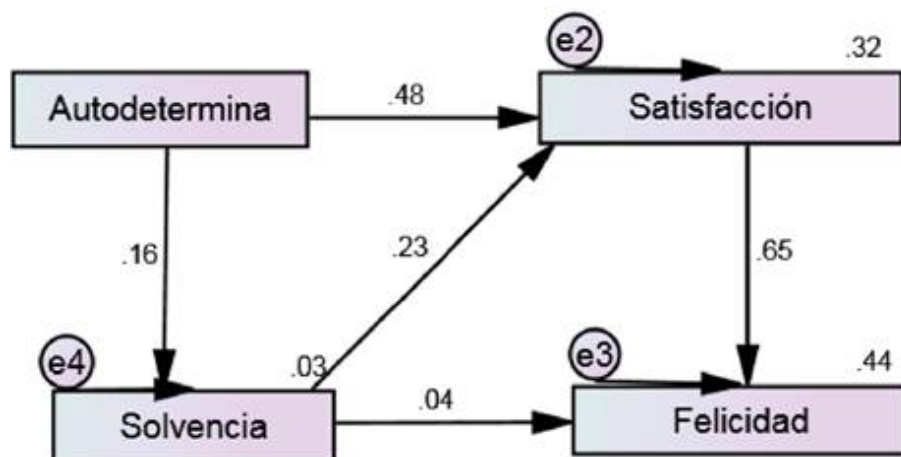 e2
.32
Autodetermina
.48
Satisfacción
.16
.23
.65
e4
.03
e3
.44
Solvencia
.04
Felicidad